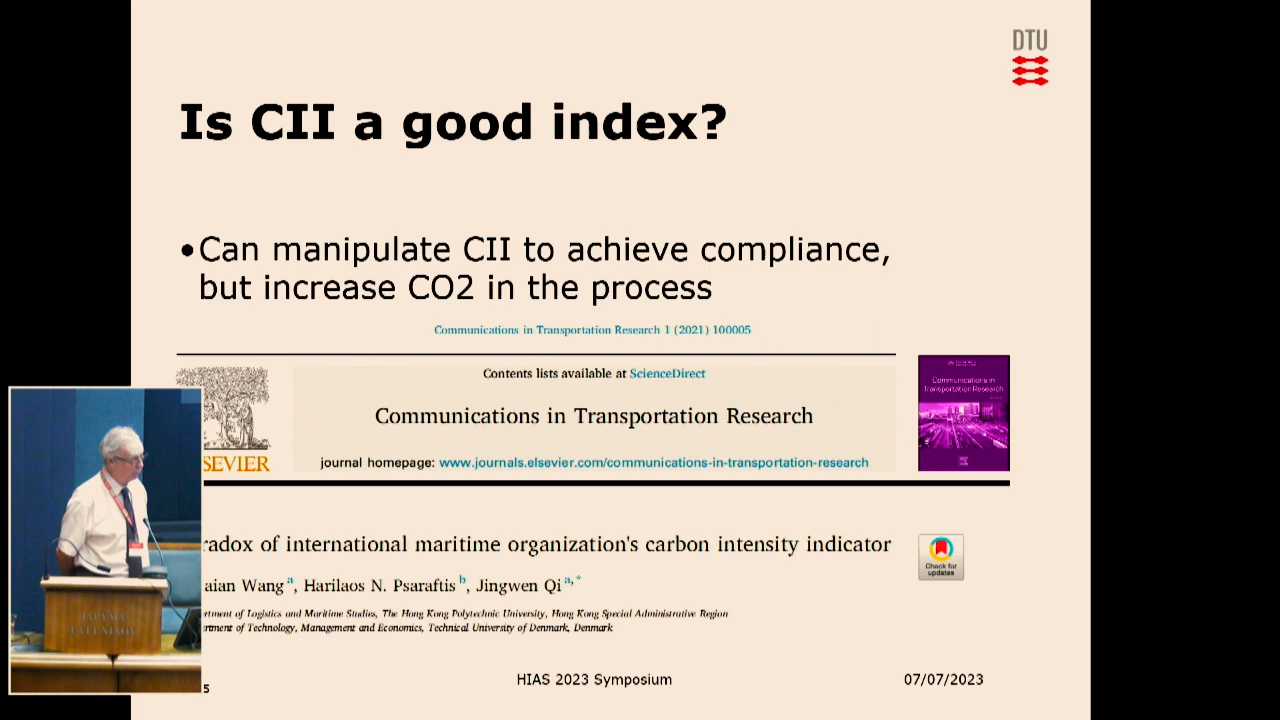 DTU
Is CII a good index?
•Can manipulate CII to achieve compliance,
but increase CO2 in the process
Communications in Transportation Research 1 (2021) 100005
Contents lists available at ScienceDirect
Communications in Transportation Research
journal homepage: www.journals.elsevier.com/communications-in-transportation-research
SEVIER
Communications in
Transportation Research
radox of international maritime organization's carbon intensity indicator
Check for
updates
aian Wang a, Harilaos N. Psaraftis b, Jingwen Qi a,*
rtment of Logistics and Maritime Studies, The Hong Kong Polytechnic University, Hong Kong Special Administrative Region
rtment of Technology, Management and Economics, Technical University of Denmark, Denmark
5
HIAS 2023 Symposium
07/07/2023